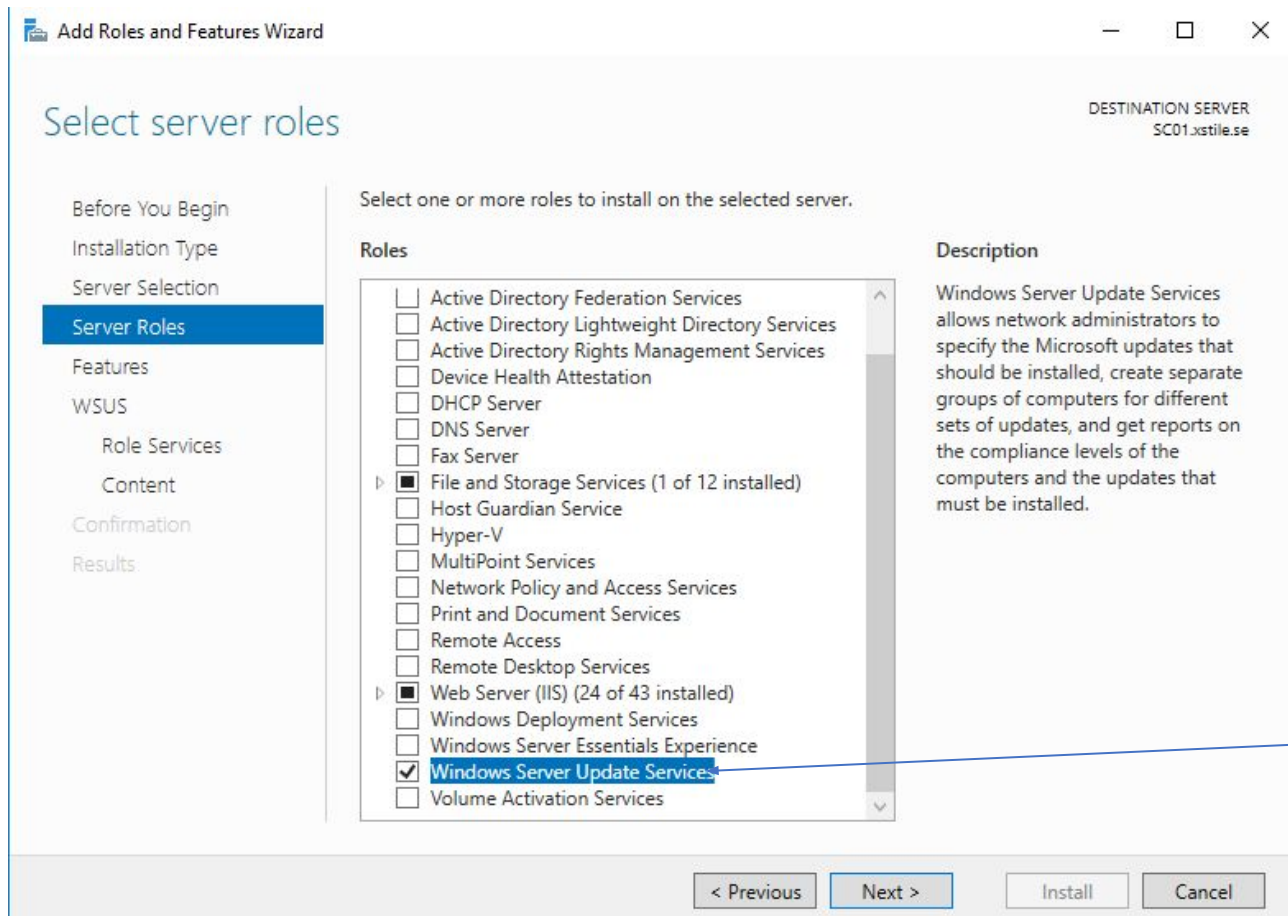 Add Roles and Features Wizard
Select server roles
DESTINATION SERVER
SC01.xstile.se
Before You Begin
Installation Type
Server Selection
Server Roles
Features
WSUS
Role Services
Content
Confirmation
Results
Select one or more roles to install on the selected server.
Roles
Active Directory Federation Services
Active Directory Lightweight Directory Services
Active Directory Rights Management Services
Device Health Attestation
DHCP Server
DNS Server
Fax Server
File and Storage Services (1 of 12 installed)
Host Guardian Service
Hyper-V
MultiPoint Services
Network Policy and Access Services
Print and Document Services
Remote Access
Remote Desktop Services
Web Server (IIS) (24 of 43 installed)
Windows Deployment Services
Windows Server Essentials Experience
Windows Server Update Services
Volume Activation Services
Description
Windows Server Update Services
allows network administrators to
specify the Microsoft updates that
should be installed, create separate
groups of computers for different
sets of updates, and get reports on
the compliance levels of the
computers and the updates that
must be installed.
< Previous
Next >
Install
Cancel